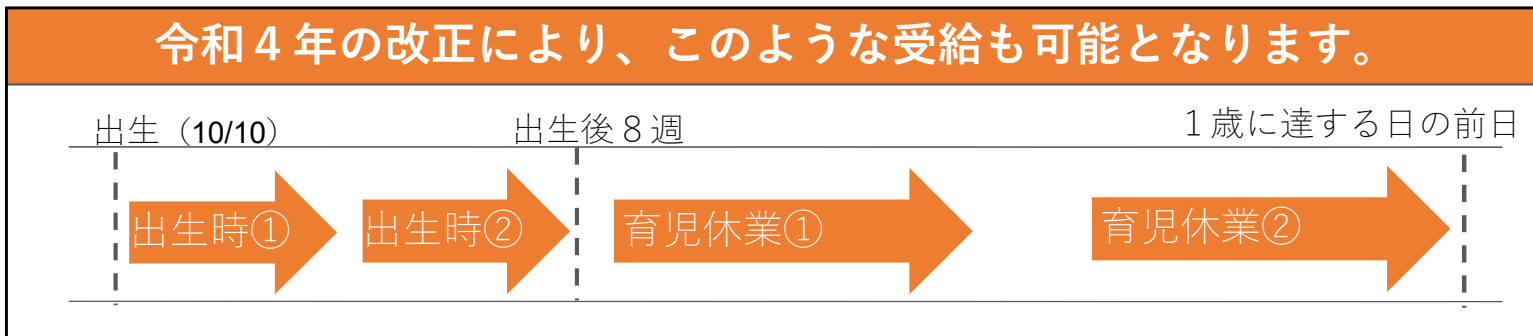 令和４年の改正により、このような受給も可能となります。
出生（10/10）
出生後８週
１歳に達する日の前日
出生時①
出生時②
育児休業①
育児休業②